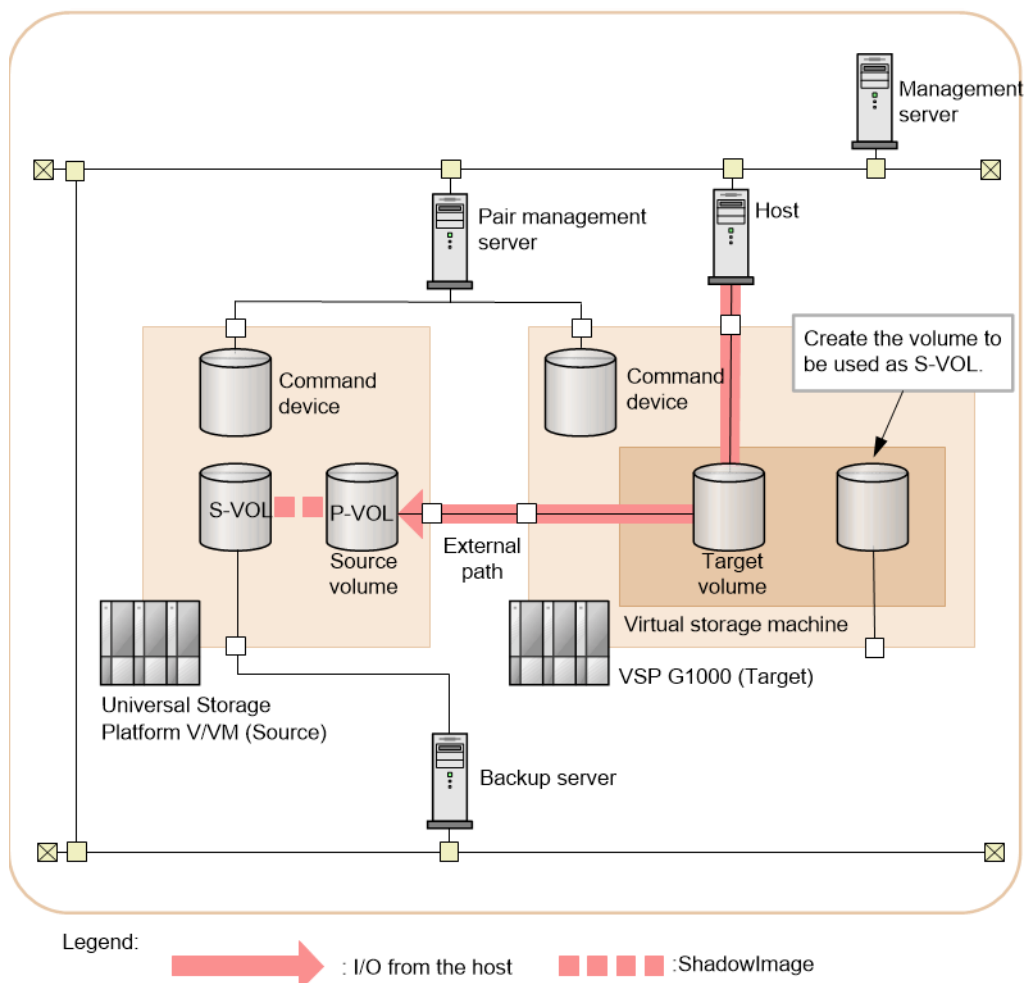 Management
server
Pair management
server
Host
Create the volume to
be used as S-VOL.
Command
device
Command
device
S-VOL
P-VOL
Source
volume
External
path
Target
volume
Virtual storage machine
VSP G1000 (Target)
Universal Storage
Platform V/VM (Source)
Backup server
Legend:
: I/O from the host
:ShadowImage